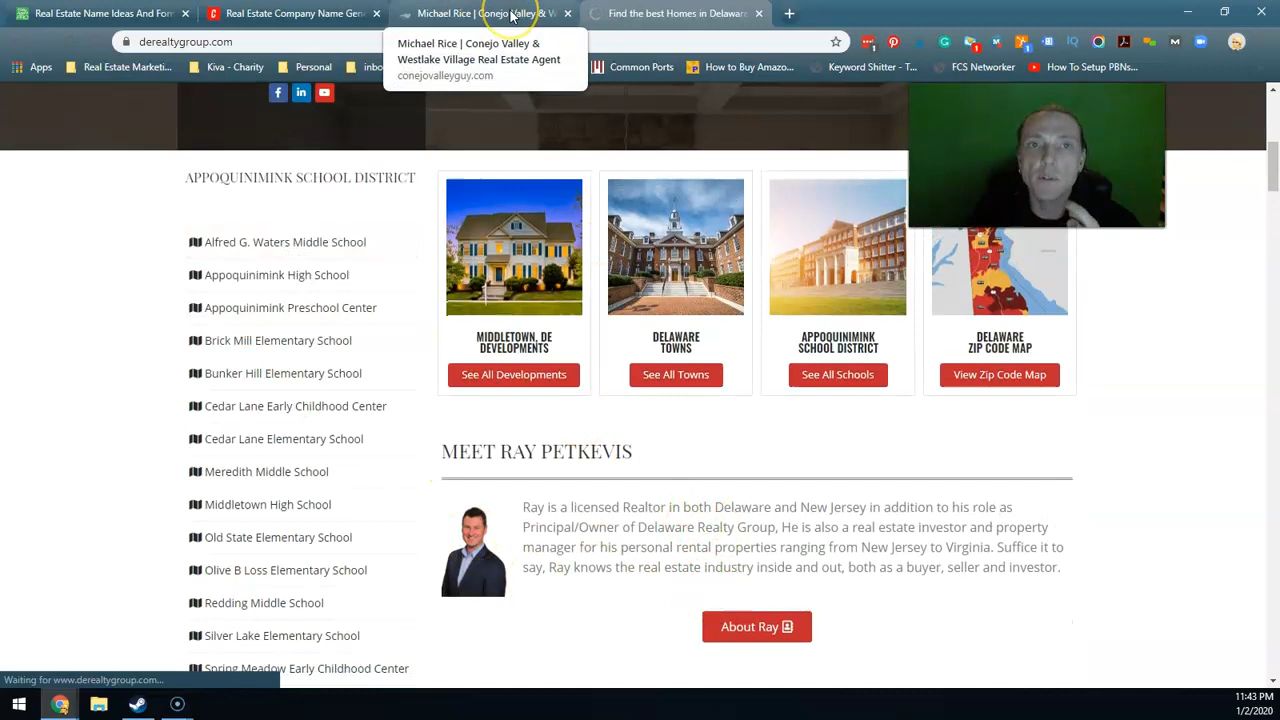 Real Estate Name Ideas And For
Real Estate Company Name Gene
Michael Rice | Conejo Valley & W
Find the best Homes in Delaware
derealtygroup.com
Michael Rice | Conejo Valley &
Westlake Village Real Estate Agent
conejovalleyguy.com
Apps
Real Estate Marketi...
Kiva - Charity
Parenting
inbo
Common Ports
How to Buy Amazo...
Keyword Shitter - T...
FCS Networker
How To Setup PBNs...
APPOQUINIMINK SCHOOL DISTRICT
Alfred G. Waters Middle School
Appoquinimink High School
Appoquinimink Preschool Center
Brick Mill Elementary School
Bunker Hill Elementary School
Cedar Lane Early Childhood Center
Cedar Lane Elementary School
Meredith Middle School
Middletown High School
Old State Elementary School
Olive B Loss Elementary School
Redding Middle School
Silver Lake Elementary School
Spring Meadow Early Childhood Center
MIDDLETOWN, DE
DEVELOPMENTS
See All Developments
DELAWARE
TOWNS
See All Towns
APPOQUINIMINK
SCHOOL DISTRICT
See All Schools
DELAWARE
ZIP CODE MAP
View Zip Code Map
MEET RAY PETKEVIS
Ray is a licensed Realtor in both Delaware and New Jersey in addition to his role as
Principal/Owner of Delaware Realty Group, He is also a real estate investor and property
manager for his personal rental properties ranging from New Jersey to Virginia. Suffice it to
say, Ray knows the real estate industry inside and out, both as a buyer, seller and investor.
About Ray
Waiting for www.derealtygroup.com...
11:43 PM
1/2/2020